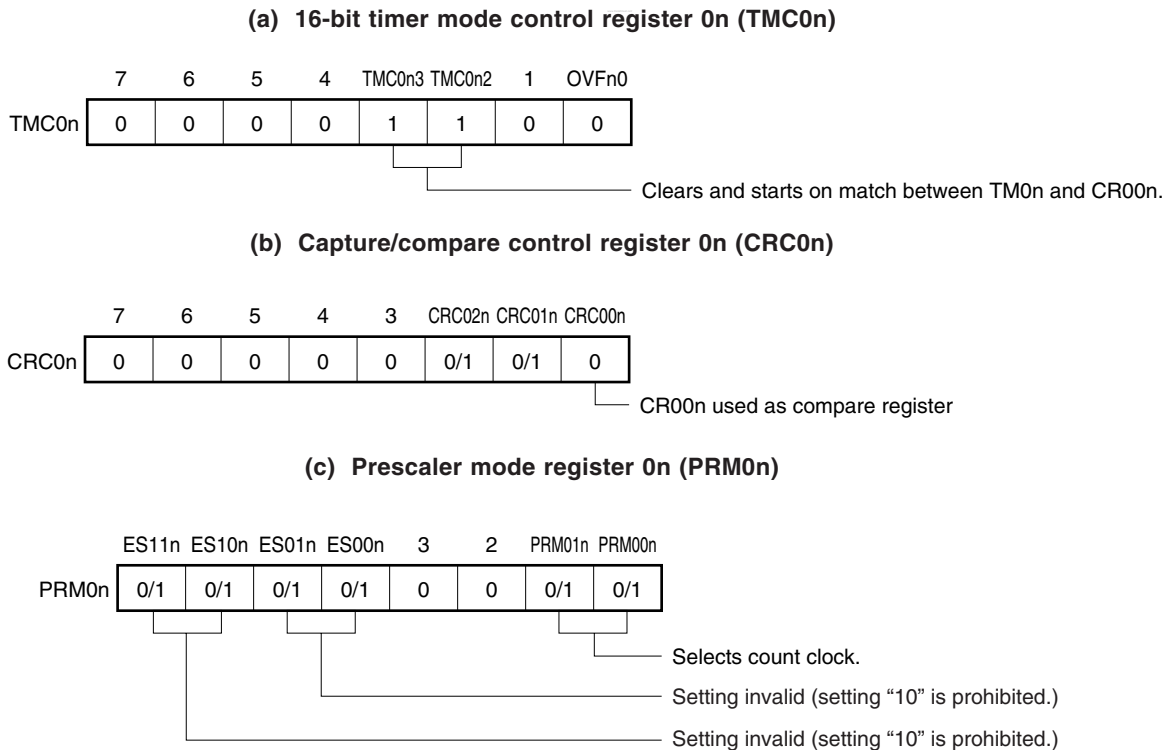 (a) 16-bit timer mode control register 0n (TMC0n)
7 6 5 4 TMC0n3 TMC0n2 1 OVFn0
TMC0n 0 0 0 0 1 1 0 0
Clears and starts on match between TM0n and CR00n.
(b) Capture/compare control register 0n (CRC0n)
7 6 5 4 3 CRC02n CRC01n CRC00n
CRC0n 0 0 0 0 0 0/1 0/1 0
CR00n used as compare register
(c) Prescaler mode register 0n (PRM0n)
ES11n ES10n ES01n ES00n 3 2 PRM01n PRM00n
PRM0n 0/1 0/1 0/1 0/1 0 0 0/1 0/1
Selects count clock.
Setting invalid (setting “10” is prohibited.)
Setting invalid (setting “10” is prohibited.)